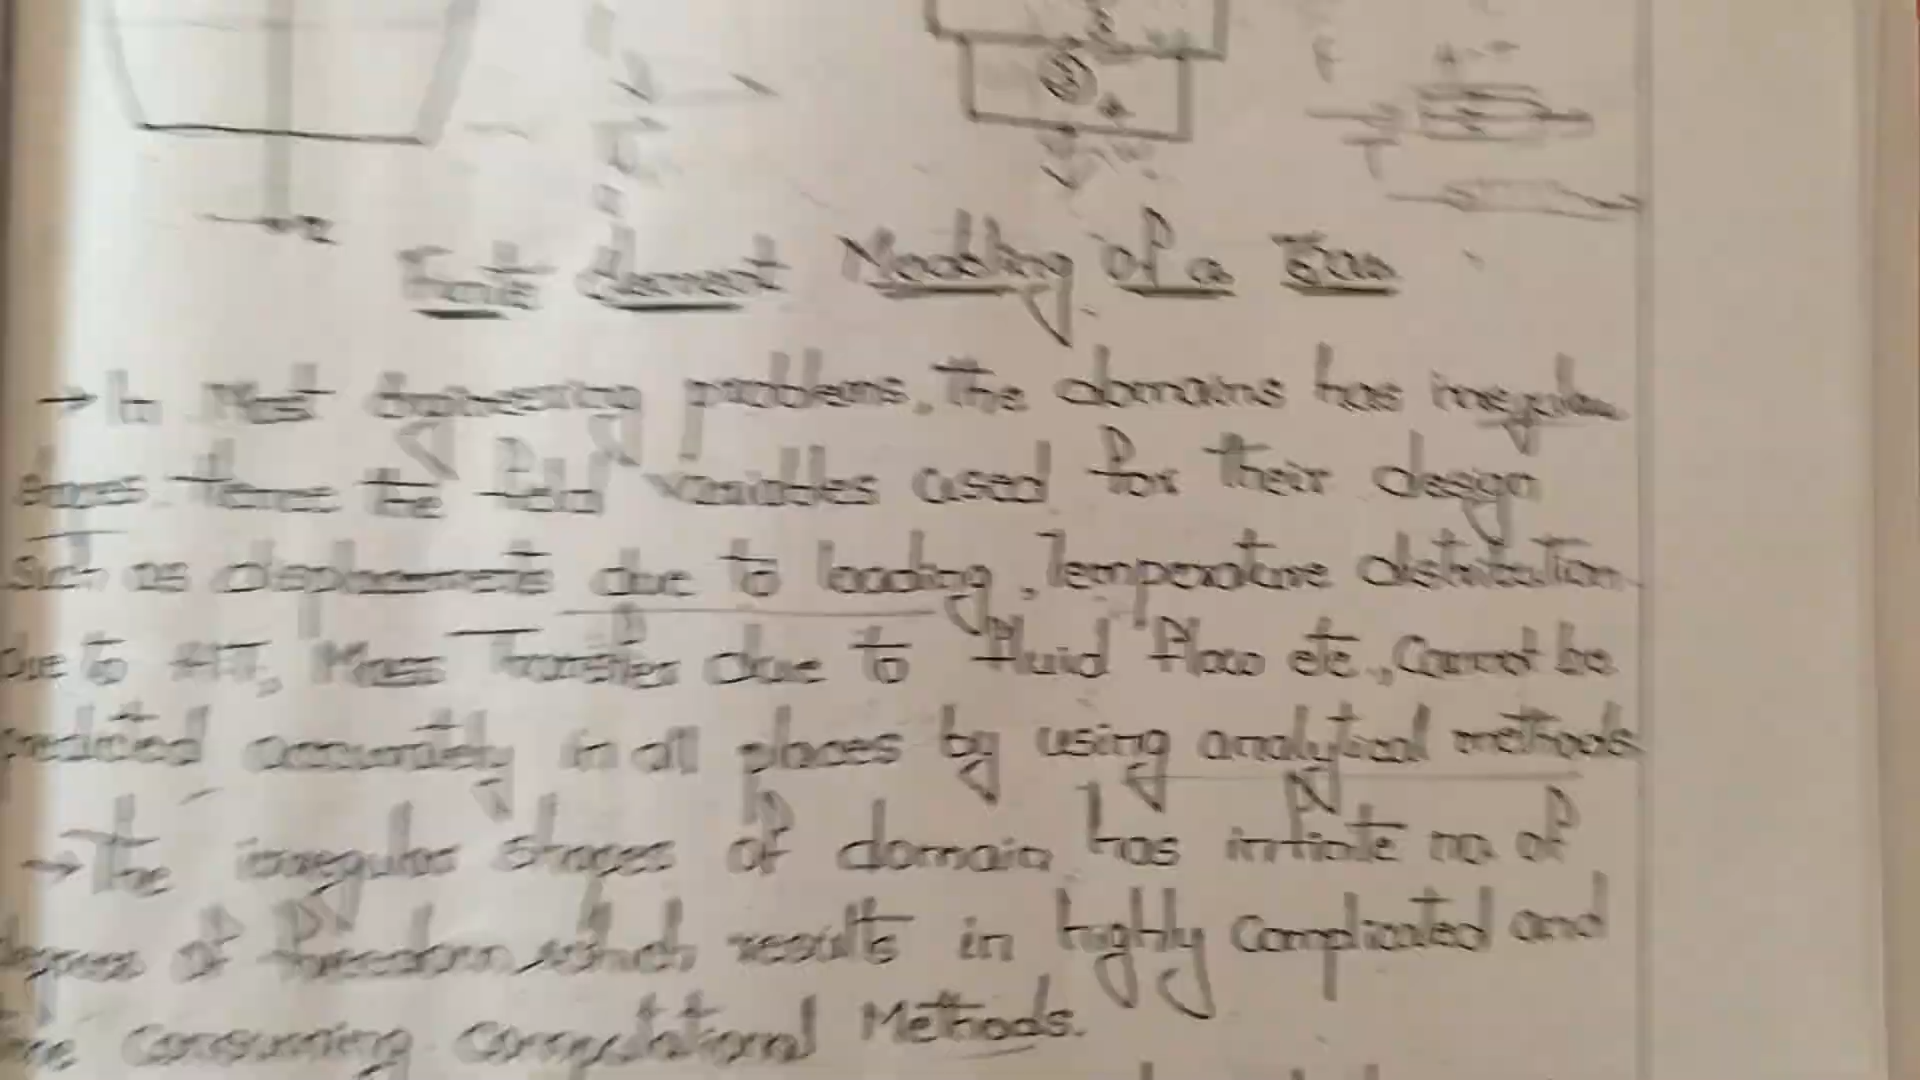 Finite Element Modeling of a Bar
→ In Most Engineering problems, The domains has irregular
shapes. Hence the field variables used for their design
such as displacements due to loading, Temperature distribution
due to HT, Mass Transfer due to fluid flow etc., Cannot be
predicted accurately in all places by using analytical methods
→ The irregular shapes of domain has infinite no. of
degrees of freedom, which results in highly Complicated and
time consuming computational Methods.